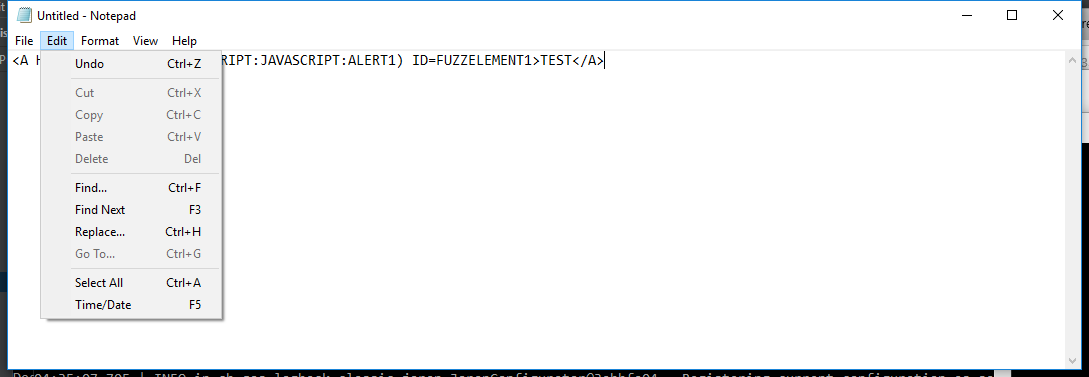 Untitled - Notepad
File Edit Format View Help
<A H RIPT:JAVASCRIPT:ALERT1) ID=FUZZELEMENT1>TEST</A>
Undo Ctrl+Z
Cut Ctrl+X
Copy Ctrl+C
Paste Ctrl+V
Delete Del
Find... Ctrl+F
Find Next F3
Replace... Ctrl+H
Go To... Ctrl+G
Select All Ctrl+A
Time/Date F5